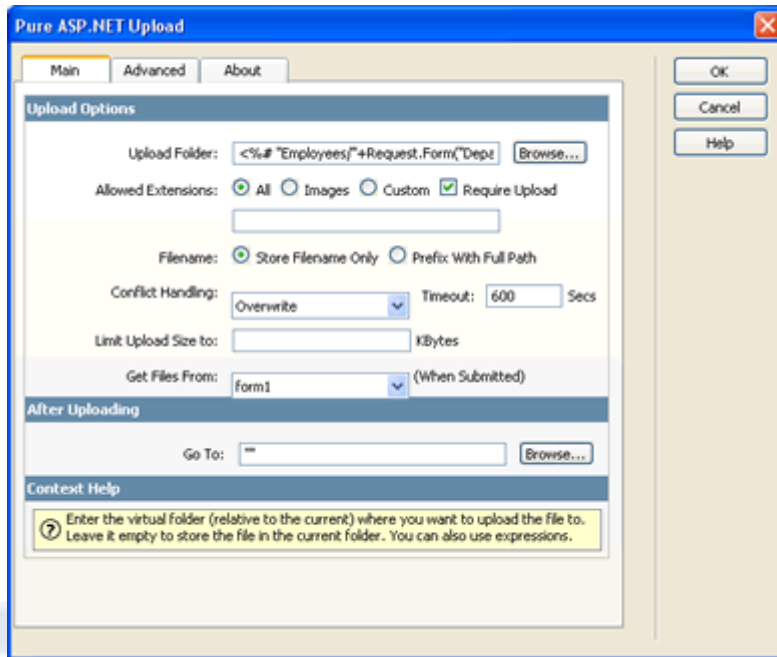 Pure ASP.NET Upload
Main Advanced About
OK
Cancel
Help
Upload Options
Upload Folder: <%# "Employees/"+Request.Form("Depa Browse...
Allowed Extensions: All Images Custom Require Upload
Filename: Store Filename Only Prefix With Full Path
Conflict Handling: Overwrite Timeout: 600 Secs
Limit Upload Size to: KBytes
Get Files From: form1 (When Submitted)
After Uploading
Go To: "" Browse...
Context Help
Enter the virtual folder (relative to the current) where you want to upload the file to.
Leave it empty to store the file in the current folder. You can also use expressions.